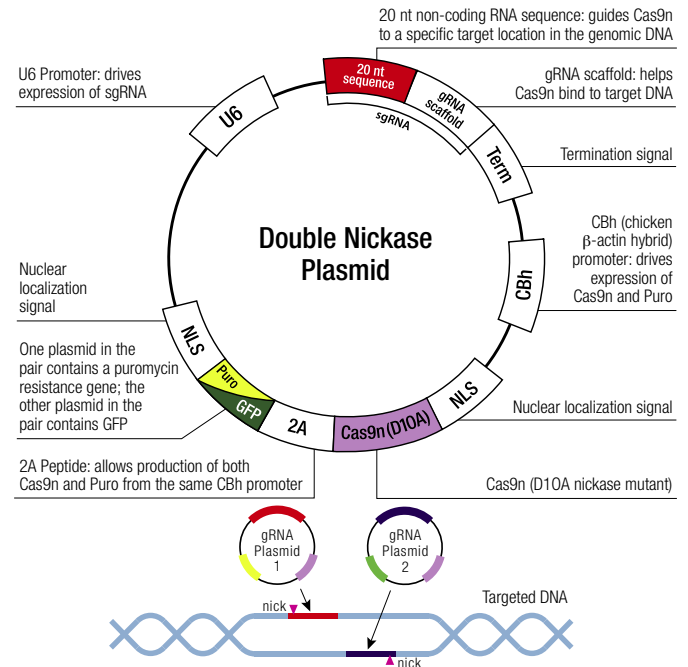 20 nt non-coding RNA sequence: guides Cas9n
to a specific target location in the genomic DNA
U6 Promoter: drives
expression of sgRNA
gRNA scaffold: helps
Cas9n bind to target DNA
20 nt
sequence
gRNA
scaffold
sgRNA
U6
Term
Termination signal
Double Nickase
Plasmid
CBh (chicken
β-actin hybrid)
promoter: drives
expression of
Cas9n and Puro
CBh
Nuclear
localization
signal
NLS
One plasmid in the
pair contains a puromycin
resistance gene; the
other plasmid in the
pair contains GFP
Puro
GFP
2A
Cas9n (D10A)
NLS
Nuclear localization signal
2A Peptide: allows production of both
Cas9n and Puro from the same CBh promoter
Cas9n (D10A nickase mutant)
gRNA
Plasmid
1
gRNA
Plasmid
2
Targeted DNA
nick
nick